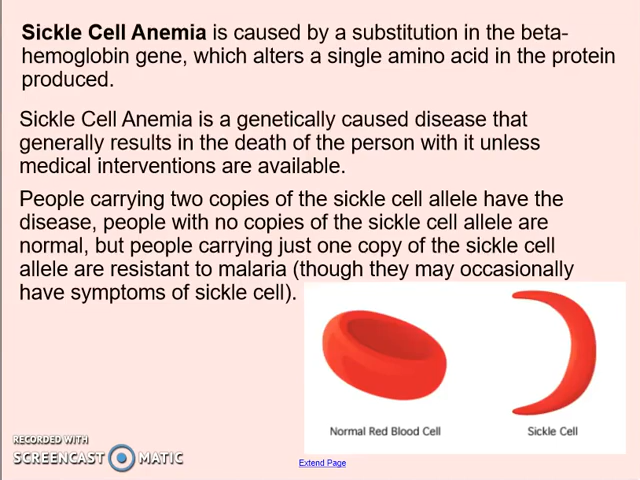 Sickle Cell Anemia is caused by a substitution in the beta-
hemoglobin gene, which alters a single amino acid in the protein
produced.
Sickle Cell Anemia is a genetically caused disease that
generally results in the death of the person with it unless
medical interventions are available.
People carrying two copies of the sickle cell allele have the
disease, people with no copies of the sickle cell allele are
normal, but people carrying just one copy of the sickle cell
allele are resistant to malaria (though they may occasionally
have symptoms of sickle cell).
Normal Red Blood Cell
Sickle Cell
RECORDED WITH
SCREENCAST MATIC
Extend Page